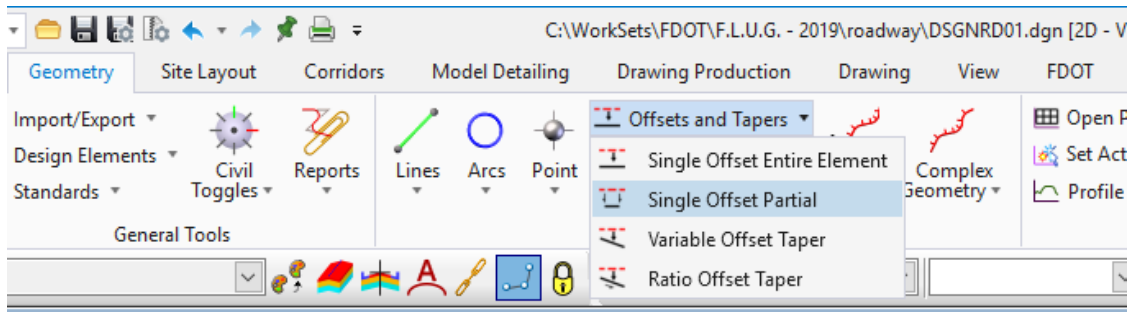 C:\WorkSets\FDOT\F.L.U.G. - 2019\roadway\DSGNRD01.dgn [2D - V
Geometry Site Layout Corridors Model Detailing Drawing Production Drawing View FDOT
Import/Export
Design Elements
Standards
Civil
Toggles
Reports
Lines
Arcs
Point
Offsets and Tapers
Single Offset Entire Element
Single Offset Partial
Variable Offset Taper
Ratio Offset Taper
Complex
Geometry
Open P
Set Act
Profile
General Tools